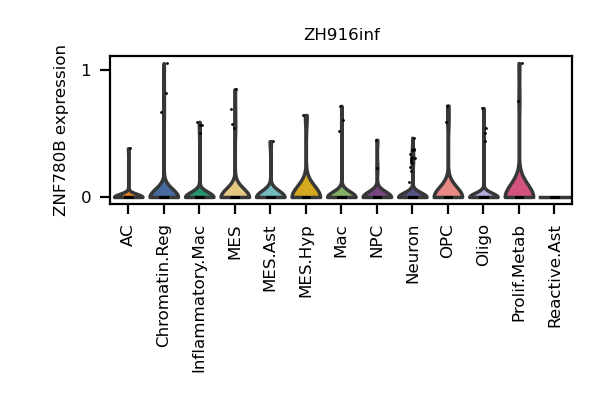 ZH916inf
ZNF780B expression
1
0
AC
Chromatin.Reg
Inflammatory.Mac
MES
MES.Ast
MES.Hyp
Mac
NPC
Neuron
OPC
Oligo
Prolif.Metab
Reactive.Ast